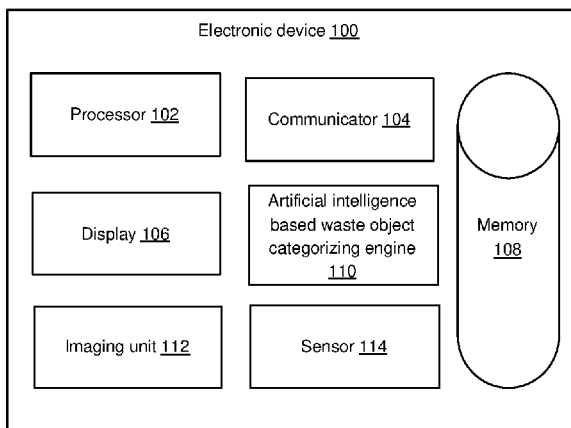 Electronic device 100
Processor 102
Communicator 104
Display 106
Artificial intelligence
based waste object
categorizing engine
110
Memory
108
Imaging unit 112
Sensor 114